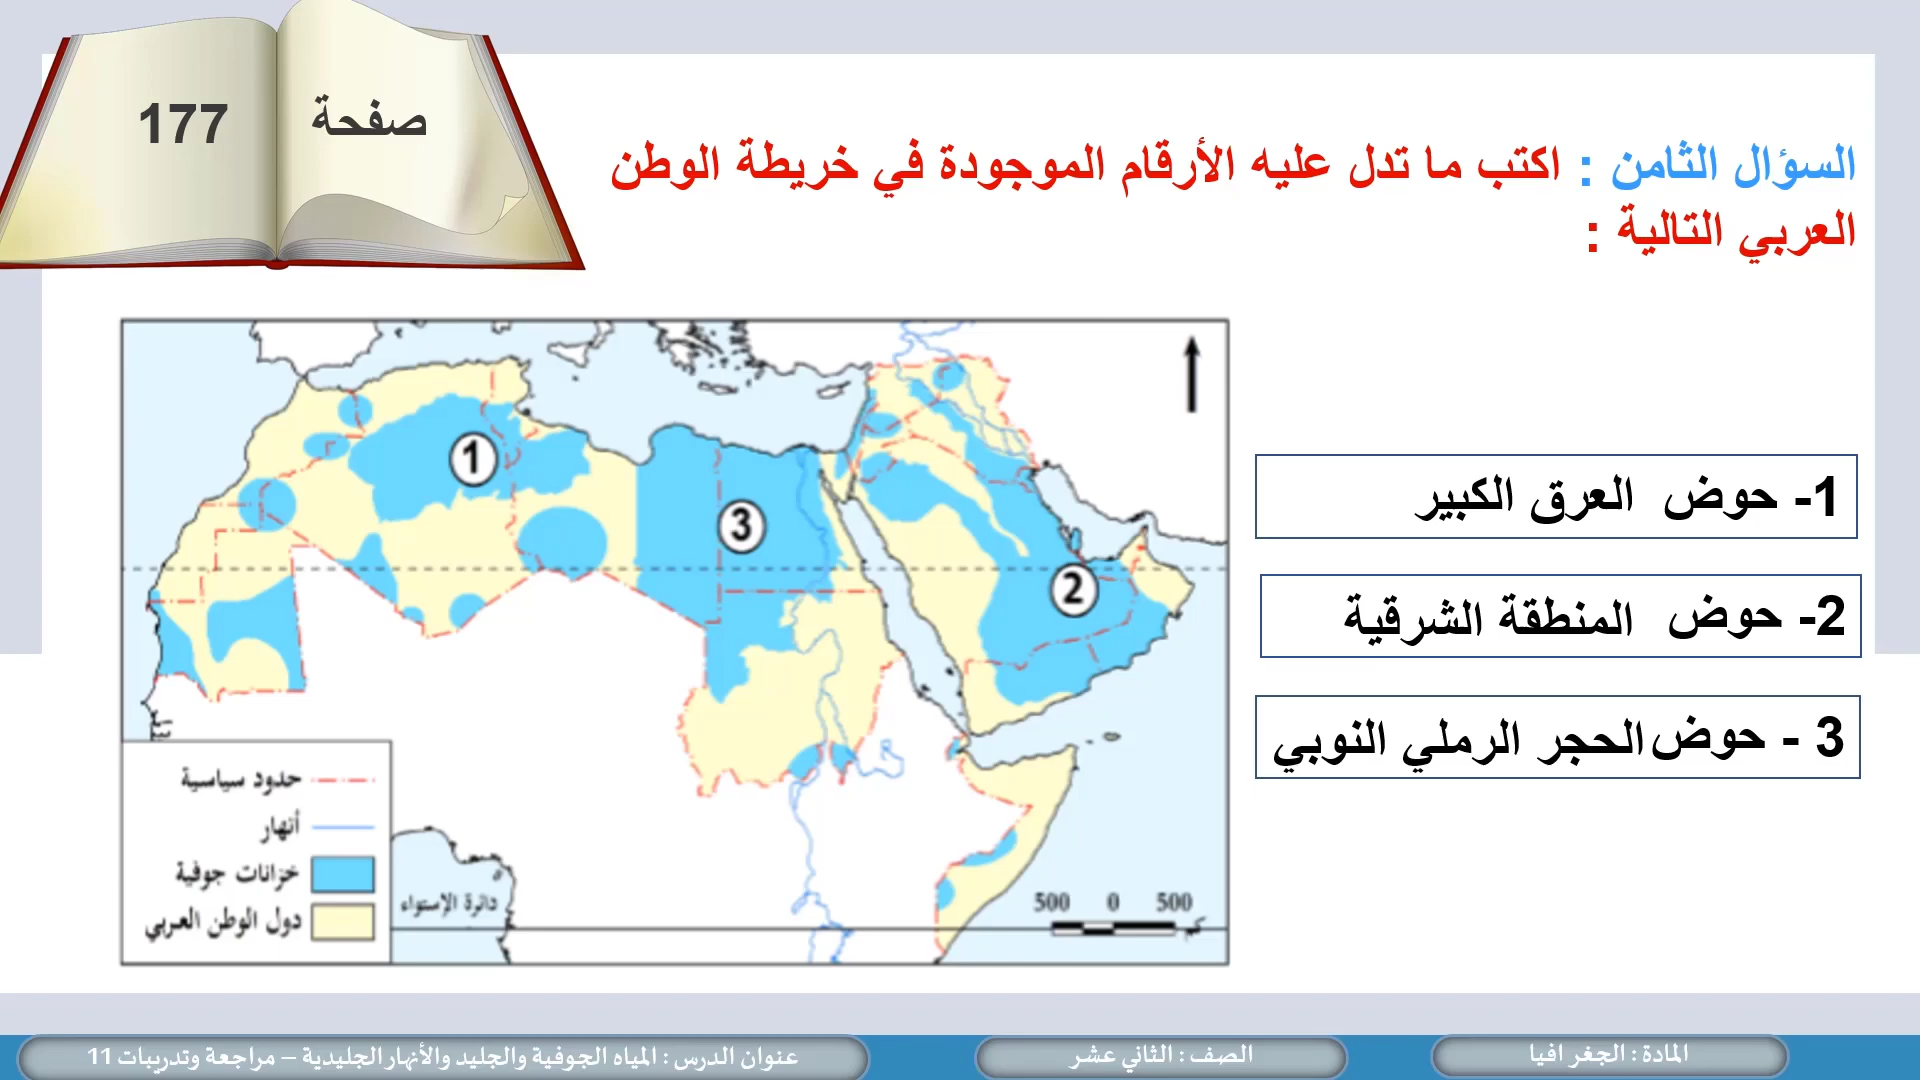 صفحة 177
السؤال الثامن : اكتب ما تدل عليه الأرقام الموجودة في خريطة الوطن
العربي التالية :
1- حوض العرق الكبير
2- حوض المنطقة الشرقية
3 - حوض الحجر الرملي النوبي
1
3
2
حدود سياسية
أنهار
خزانات جوفية
دول الوطن العربي
دائرة الإستواء
500 0 500
كم
المادة : الجغرافيا
الصف : الثاني عشر
عنوان الدرس : المياه الجوفية والجليد والأنهار الجليدية – مراجعة وتدريبات 11